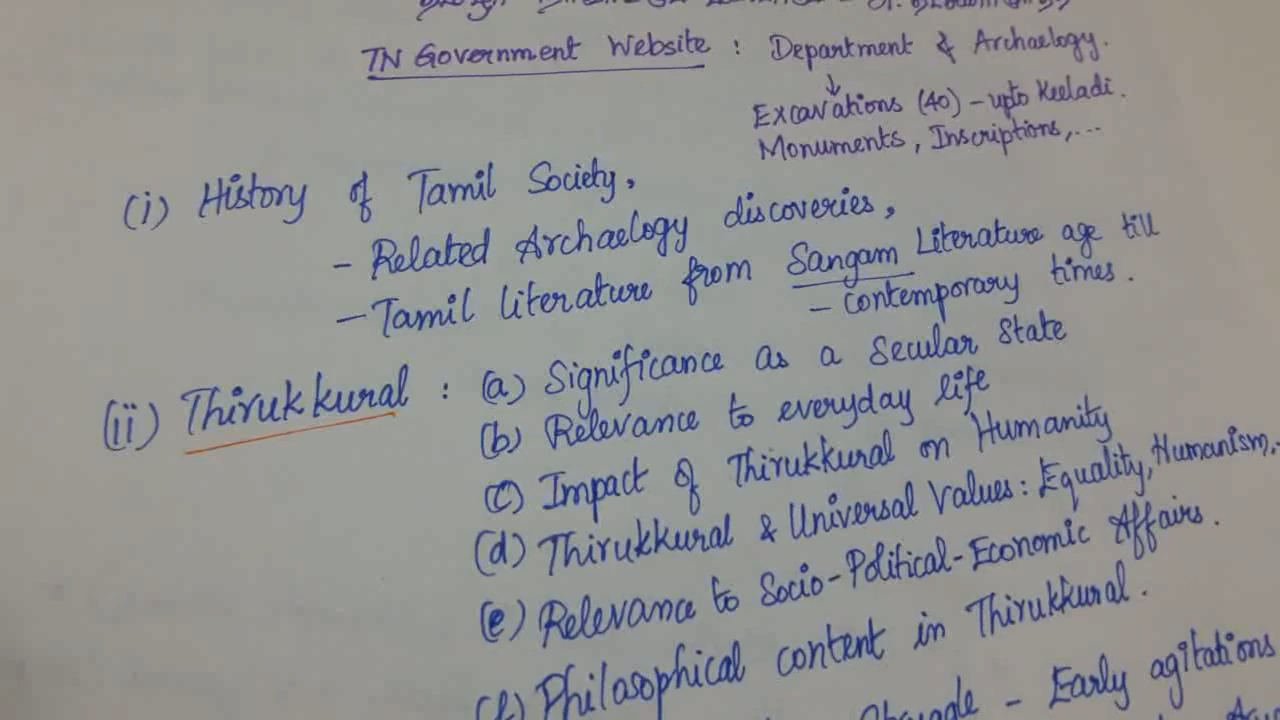 TN Government Website : Department & Archaelogy.
↓
Excavations (40) - upto Keeladi.
Monuments, Inscriptions,...
(i) History of Tamil Society,
- Related Archaelogy discoveries,
- Tamil literature from Sangam Literature age till
- contemporary times.
(ii) Thirukkural : (a) Significance as a Secular State
(b) Relevance to everyday life
(c) Impact of Thirukkural on Humanity
(d) Thirukkural & Universal Values: Equality, Humanism,..
(e) Relevance to Socio-Political-Economic Affairs.
(f) Philosophical content in Thirukkural.
Struggle - Early agitations